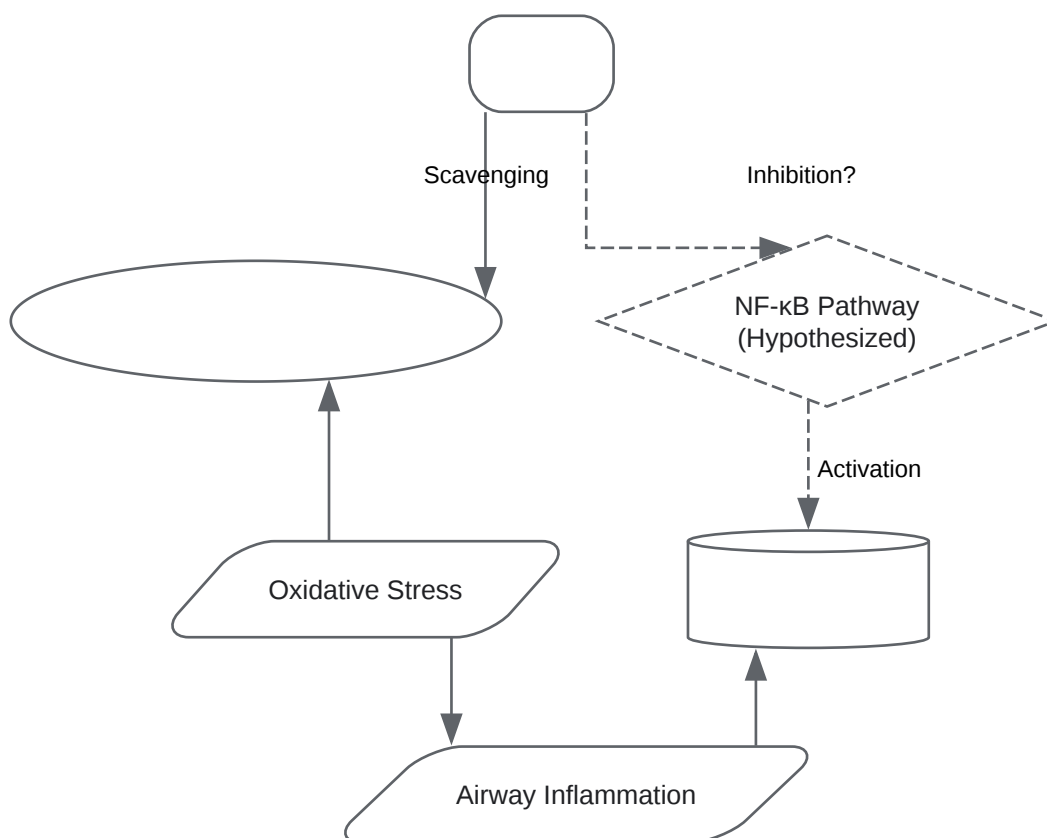 Scavenging
Inhibition?
NF-κB Pathway
(Hypothesized)
Activation
Oxidative Stress
Airway Inflammation